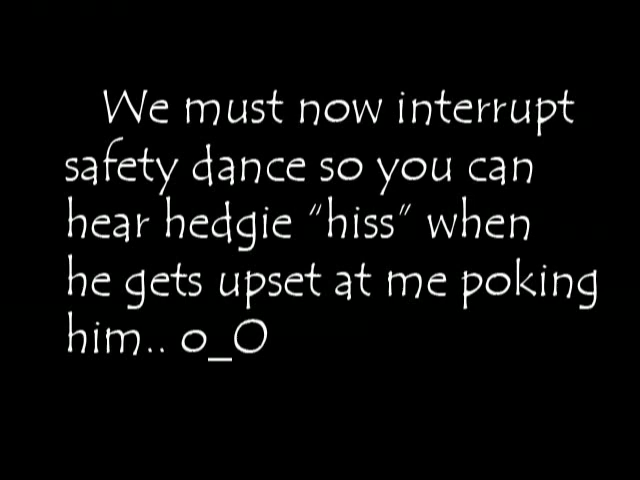 We must now interrupt
safety dance so you can
hear hedgie "hiss" when
he gets upset at me poking
him.. o_O